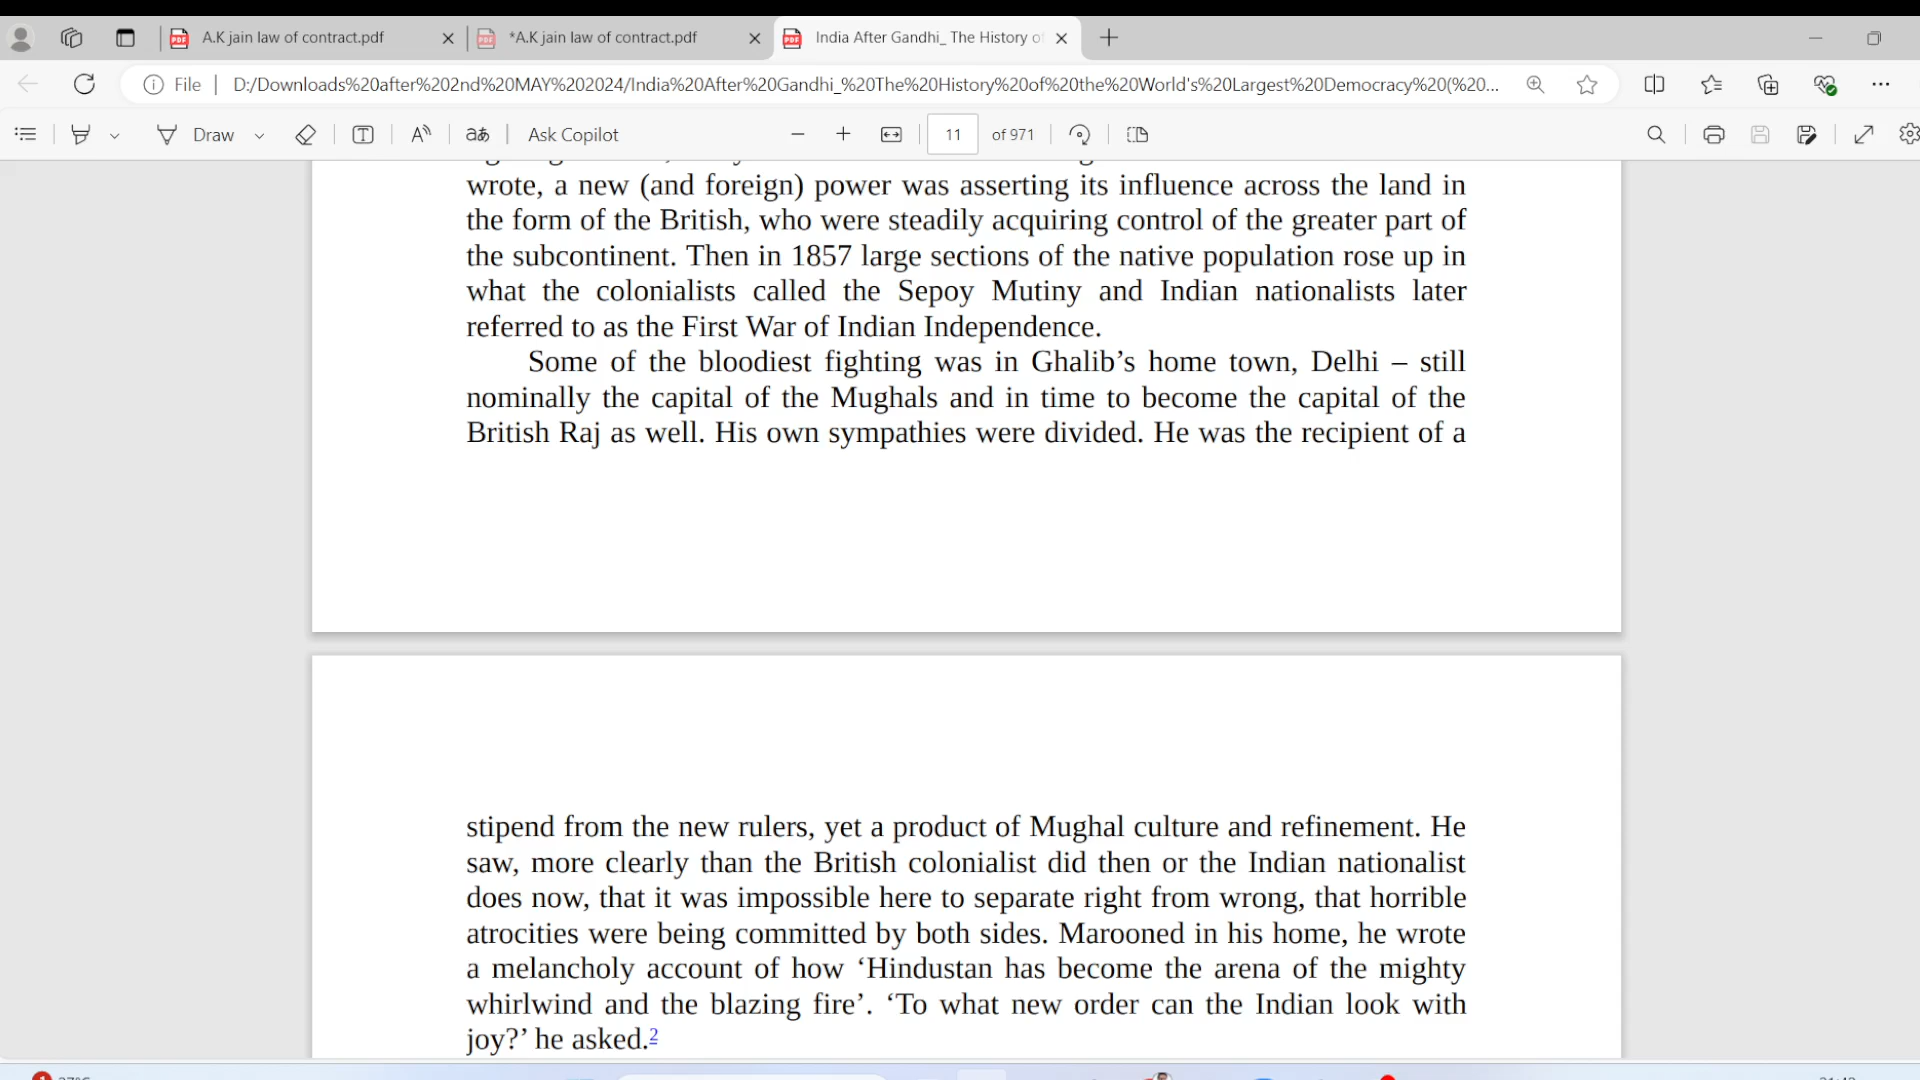 A.K jain law of contract.pdf
*A.K jain law of contract.pdf
India After Gandhi_ The History of
File
D:/Downloads%20after%202nd%20MAY%202024/India%20After%20Gandhi_%20The%20History%20of%20the%20World's%20Largest%20Democracy%20(%20...
Draw
aあ
Ask Copilot
11 of 971
wrote, a new (and foreign) power was asserting its influence across the land in
the form of the British, who were steadily acquiring control of the greater part of
the subcontinent. Then in 1857 large sections of the native population rose up in
what the colonialists called the Sepoy Mutiny and Indian nationalists later
referred to as the First War of Indian Independence.
Some of the bloodiest fighting was in Ghalib’s home town, Delhi – still
nominally the capital of the Mughals and in time to become the capital of the
British Raj as well. His own sympathies were divided. He was the recipient of a
stipend from the new rulers, yet a product of Mughal culture and refinement. He
saw, more clearly than the British colonialist did then or the Indian nationalist
does now, that it was impossible here to separate right from wrong, that horrible
atrocities were being committed by both sides. Marooned in his home, he wrote
a melancholy account of how ‘Hindustan has become the arena of the mighty
whirlwind and the blazing fire’. ‘To what new order can the Indian look with
joy?’ he asked.2